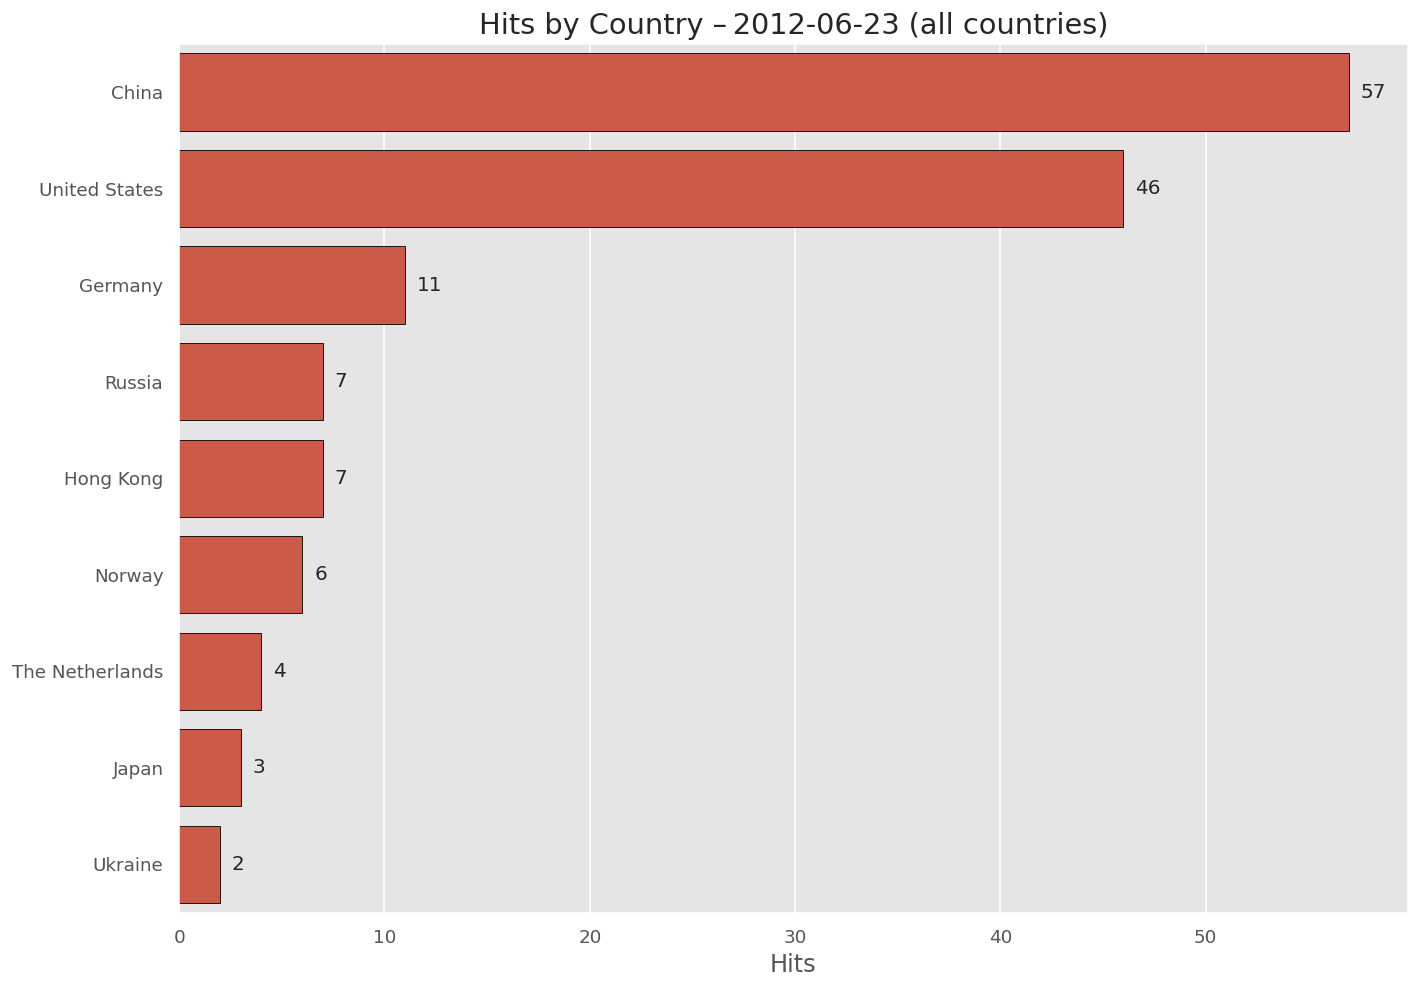 Hits by Country – 2012-06-23 (all countries)
China 57
United States 46
Germany 11
Russia 7
Hong Kong 7
Norway 6
The Netherlands 4
Japan 3
Ukraine 2
0 10 20 30 40 50
Hits